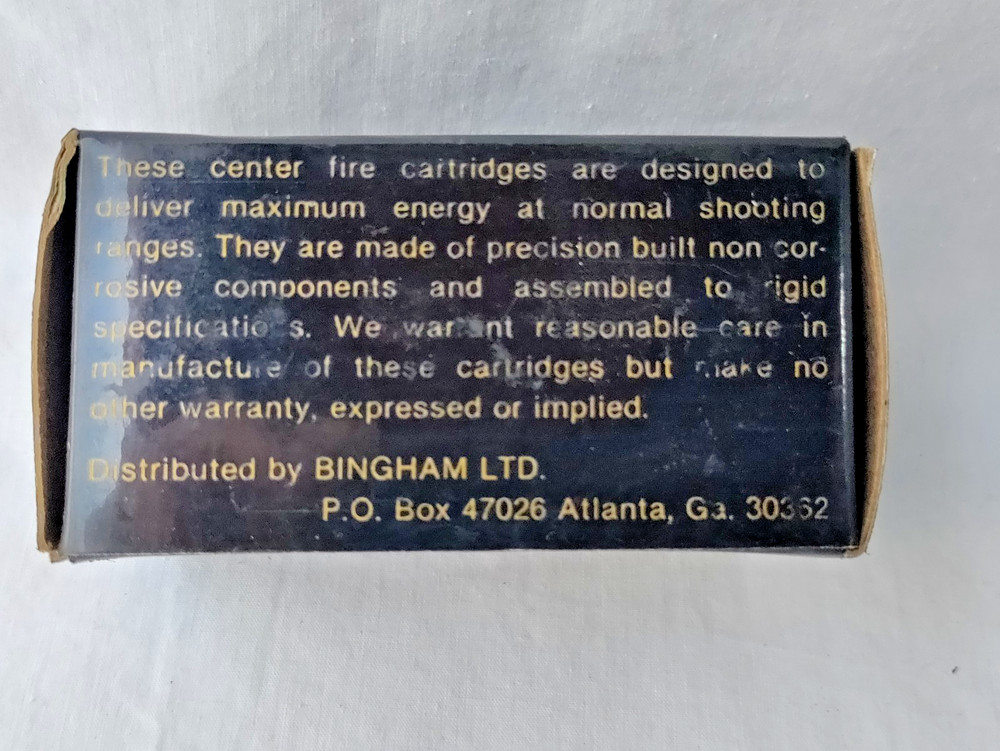 These center fire cartridges are designed to
deliver maximum energy at normal shooting
ranges. They are made of precision built non cor-
rosive components and assembled to rigid
specifications. We warrant reasonable care in
manufacture of these cartridges but make no
other warranty, expressed or implied.
Distributed by BINGHAM LTD.
P.O. Box 47026 Atlanta, Ga. 30362